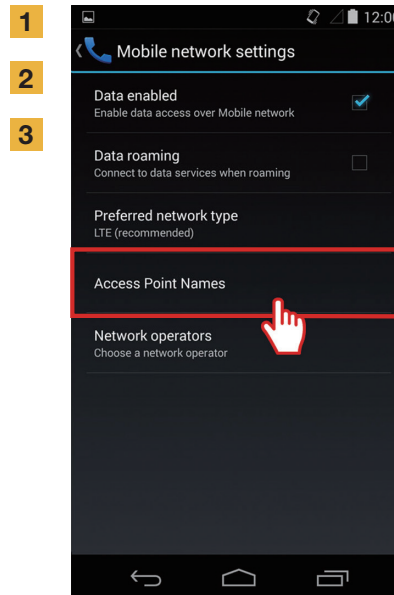 1
2
3
12:00
Mobile network settings
Data enabled
Enable data access over Mobile network
Data roaming
Connect to data services when roaming
Preferred network type
LTE (recommended)
Access Point Names
Network operators
Choose a network operator